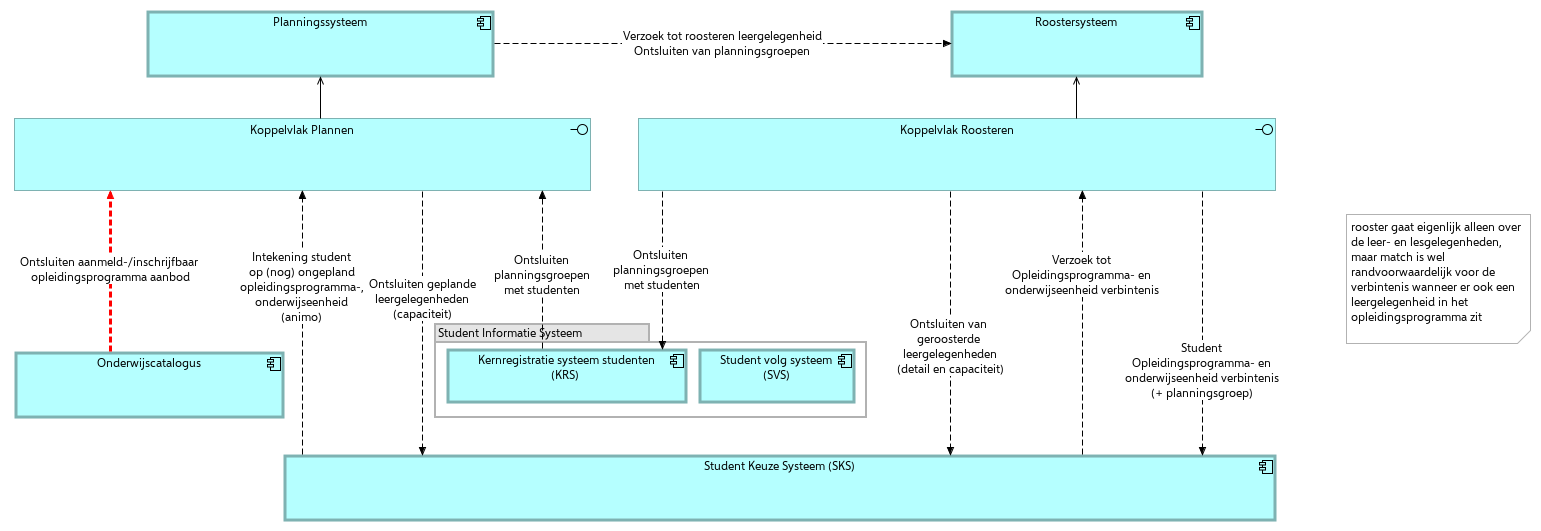 Planningssysteem
Roostersysteem
Verzoek tot roosteren leergelegenheid
Ontsluiten van planningsgroepen
Koppelvlak Plannen
Koppelvlak Roosteren
Ontsluiten aanmeld-/inschrijfbaar
opleidingsprogramma aanbod
Intekening student
op (nog) ongepland
opleidingsprogramma-,
onderwijseenheid
(animo)
Ontsluiten geplande
leergelegenheden
(capaciteit)
Ontsluiten
planningsgroepen
met studenten
Ontsluiten
planningsgroepen
met studenten
Ontsluiten van
geroosterde
leergelegenheden
(detail en capaciteit)
Verzoek tot
Opleidingsprogramma- en
onderwijseenheid verbintenis
Student
Opleidingsprogramma- en
onderwijseenheid verbintenis
(+ planningsgroep)
rooster gaat eigenlijk alleen over
de leer- en lesgelegenheden,
maar match is wel
randvoorwaardelijk voor de
verbintenis wanneer er ook een
leergelegenheid in het
opleidingsprogramma zit
Student Informatie Systeem
Onderwijscatalogus
Kernregistratie systeem studenten
(KRS)
Student volg systeem
(SVS)
Student Keuze Systeem (SKS)